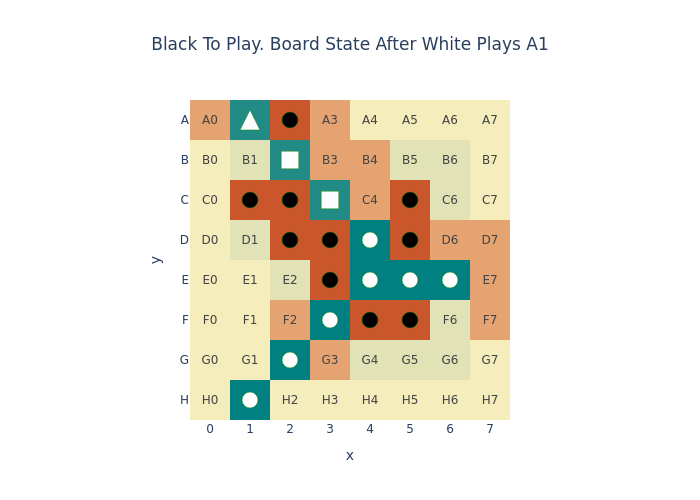 Black To Play. Board State After White Plays A1
A A0 A3 A4 A5 A6 A7
B B0 B1 B3 B4 B5 B6 B7
C C0 C4 C6 C7
D D0 D1 D6 D7
E E0 E1 E2 E7
F F0 F1 F2 F6 F7
G G0 G1 G3 G4 G5 G6 G7
H H0 H2 H3 H4 H5 H6 H7
0 1 2 3 4 5 6 7
x
y